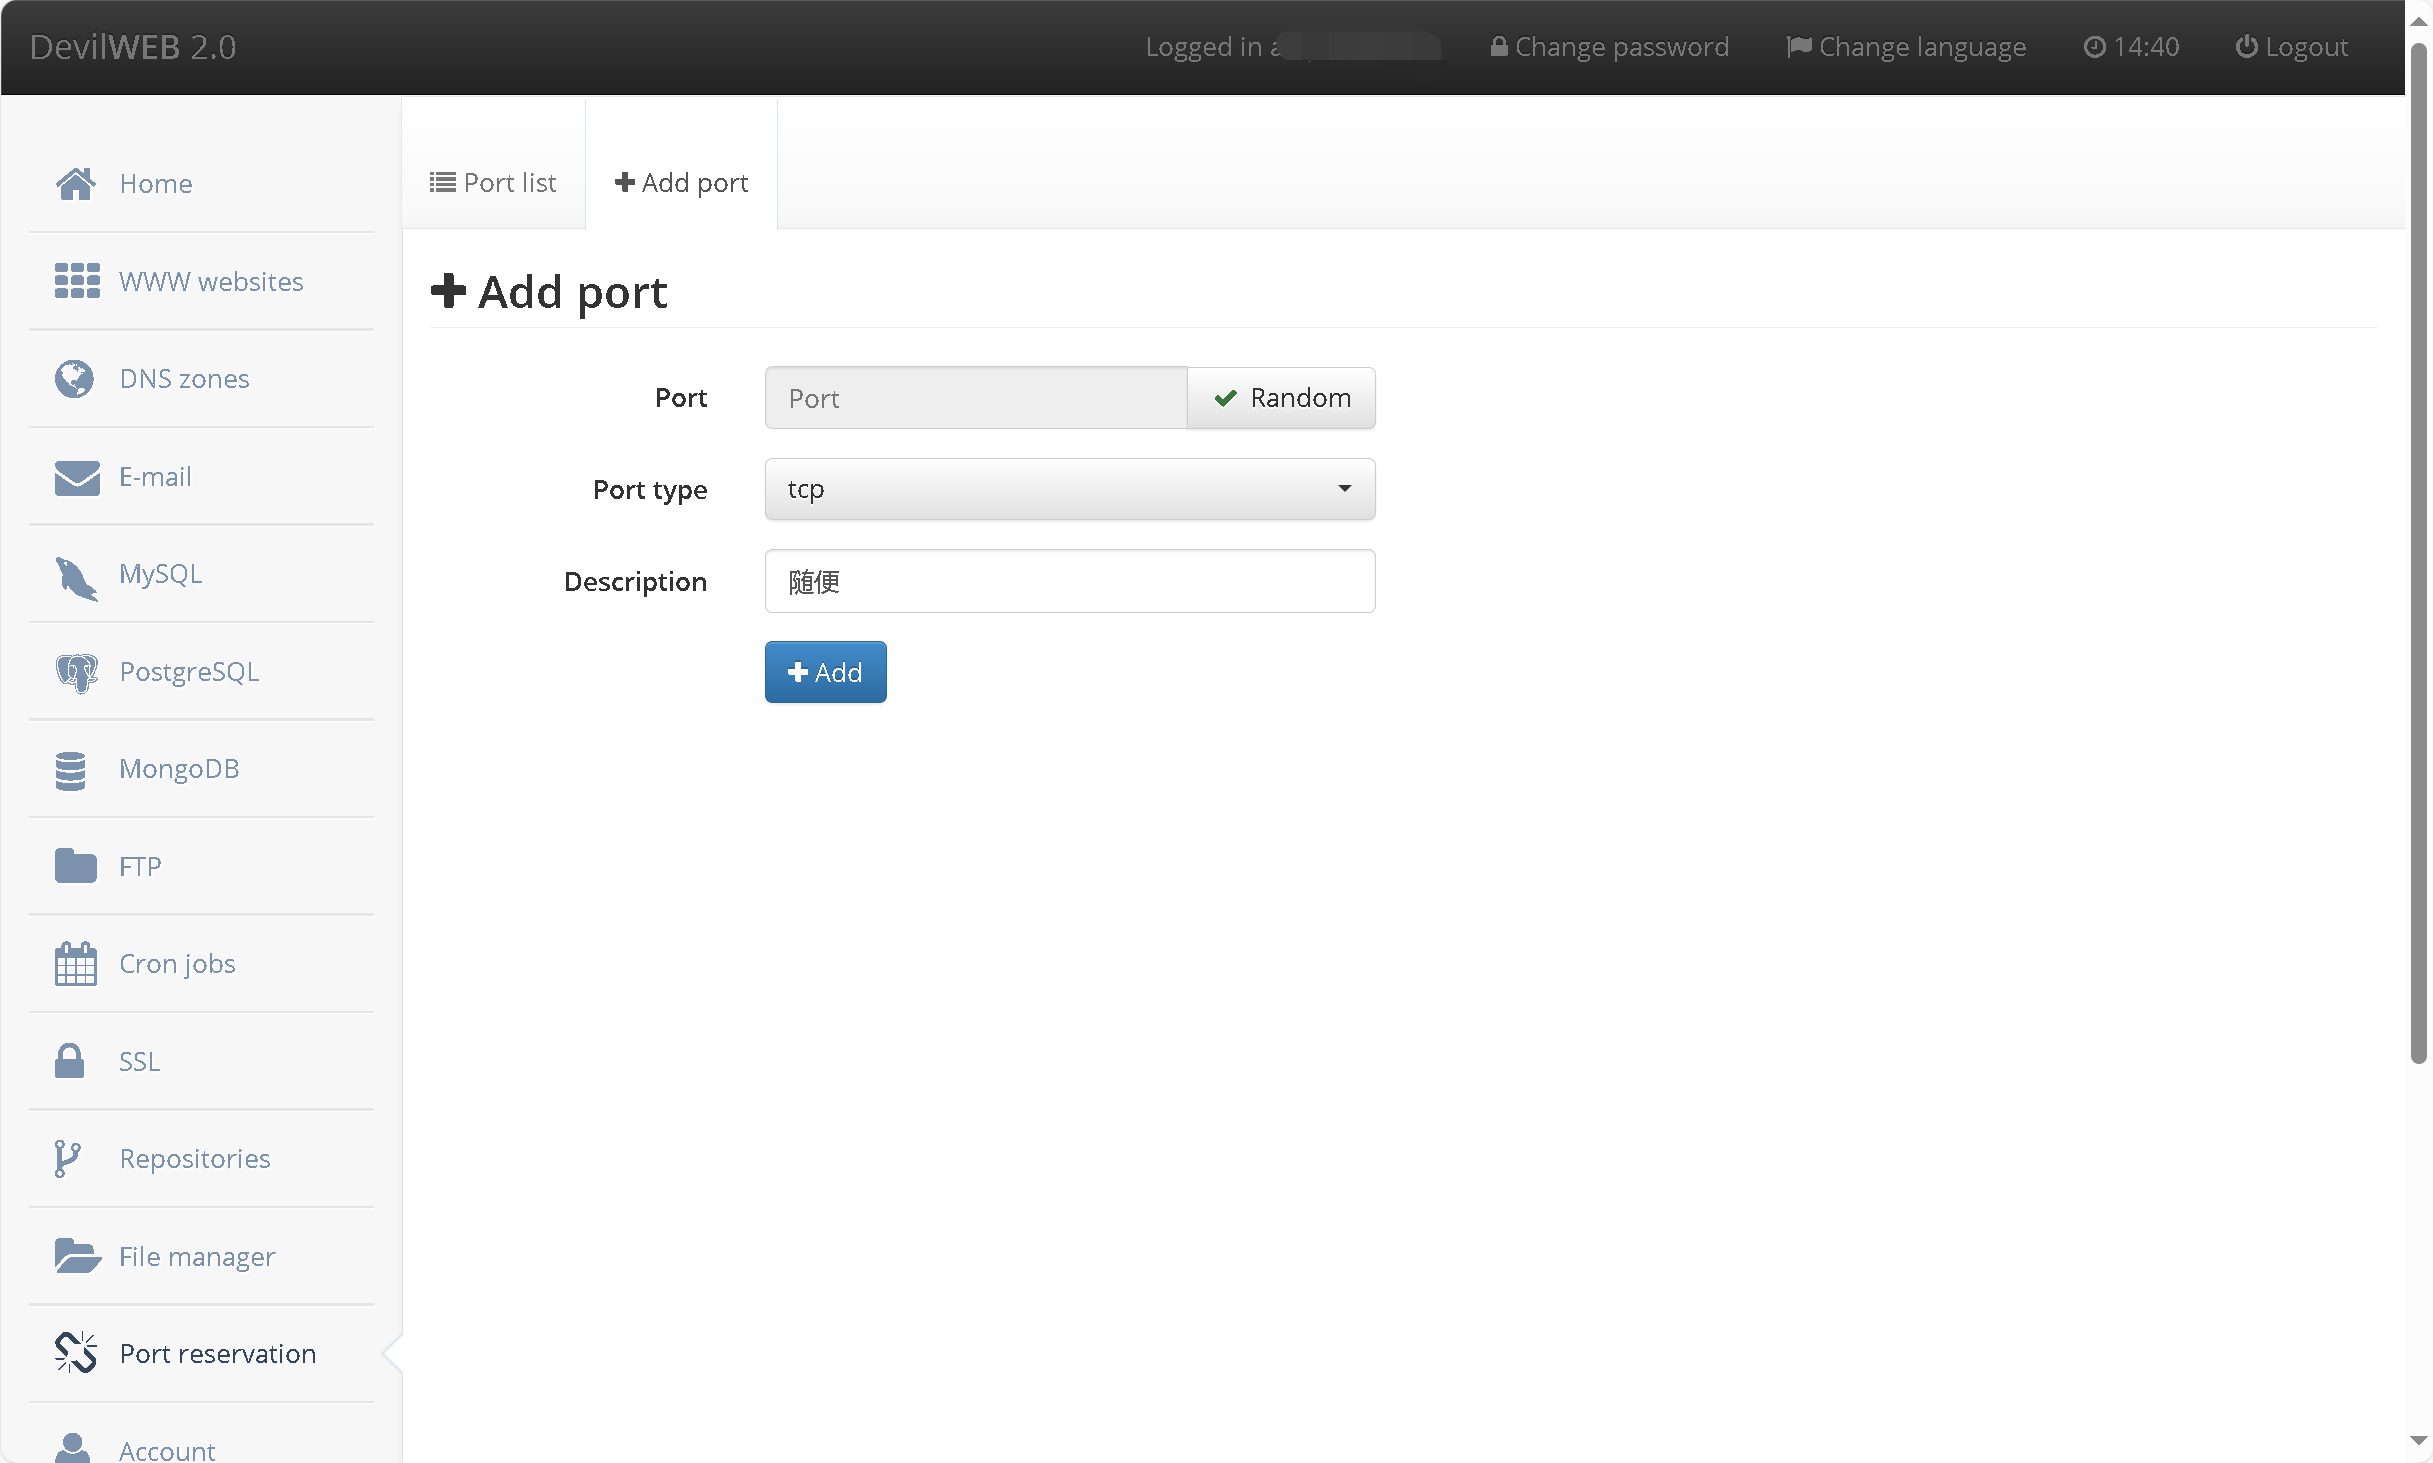 DevilWEB 2.0
Logged in
Change password
Change language
14:40
Logout
Home
WWW websites
DNS zones
E-mail
MySQL
PostgreSQL
MongoDB
FTP
Cron jobs
SSL
Repositories
File manager
Port reservation
Account
Port list
Add port
Add port
Port
Port
Random
Port type
tcp
Description
随便
Add